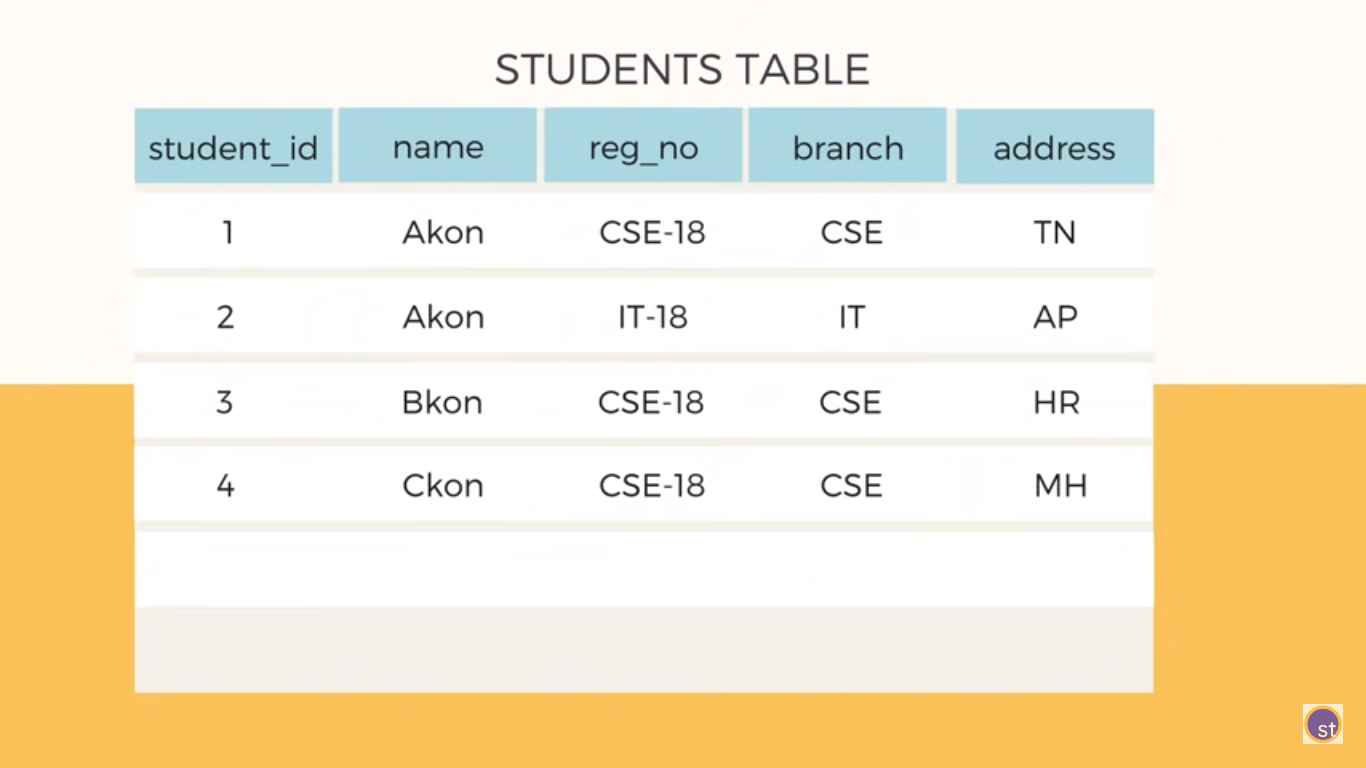 STUDENTS TABLE
student_id name reg_no branch address
1 Akon CSE-18 CSE TN
2 Akon IT-18 IT AP
3 Bkon CSE-18 CSE HR
4 Ckon CSE-18 CSE MH
st